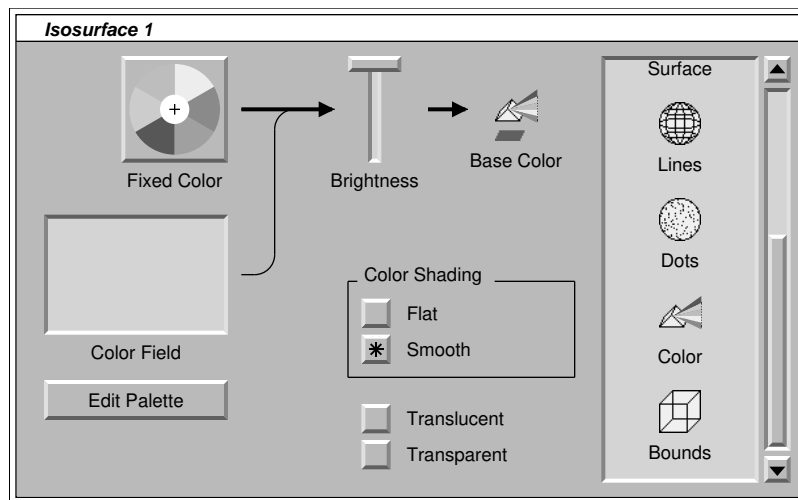 Isosurface 1
Fixed Color
Brightness
Base Color
Color Field
Edit Palette
Color Shading
Flat
Smooth
Translucent
Transparent
Surface
Lines
Dots
Color
Bounds